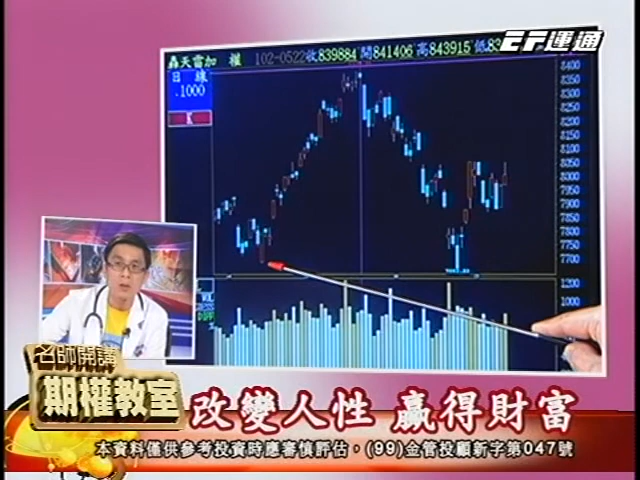 EF運通
轟天雷加 權 102-0522收839884開841406高843915低83
日 線
.1000
K
8400
8350
8300
8250
8200
8150
8100
8050
8000
7950
7900
7850
7800
7750
7700
1200
1000
VOL
名師開講
期權教室
改變人性 贏得財富
本資料僅供參考投資時應審慎評估，(99)金管投顧新字第047號